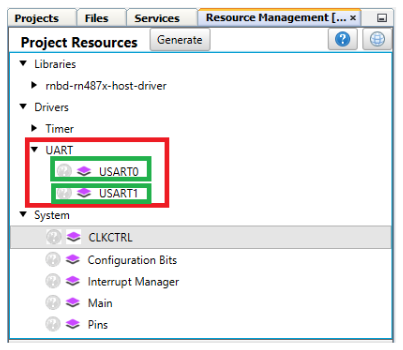 Projects Files Services Resource Management [... ×
Project Resources Generate
Libraries
rnbd-rn487x-host-driver
Drivers
Timer
UART
USART0
USART1
System
CLKCTRL
Configuration Bits
Interrupt Manager
Main
Pins